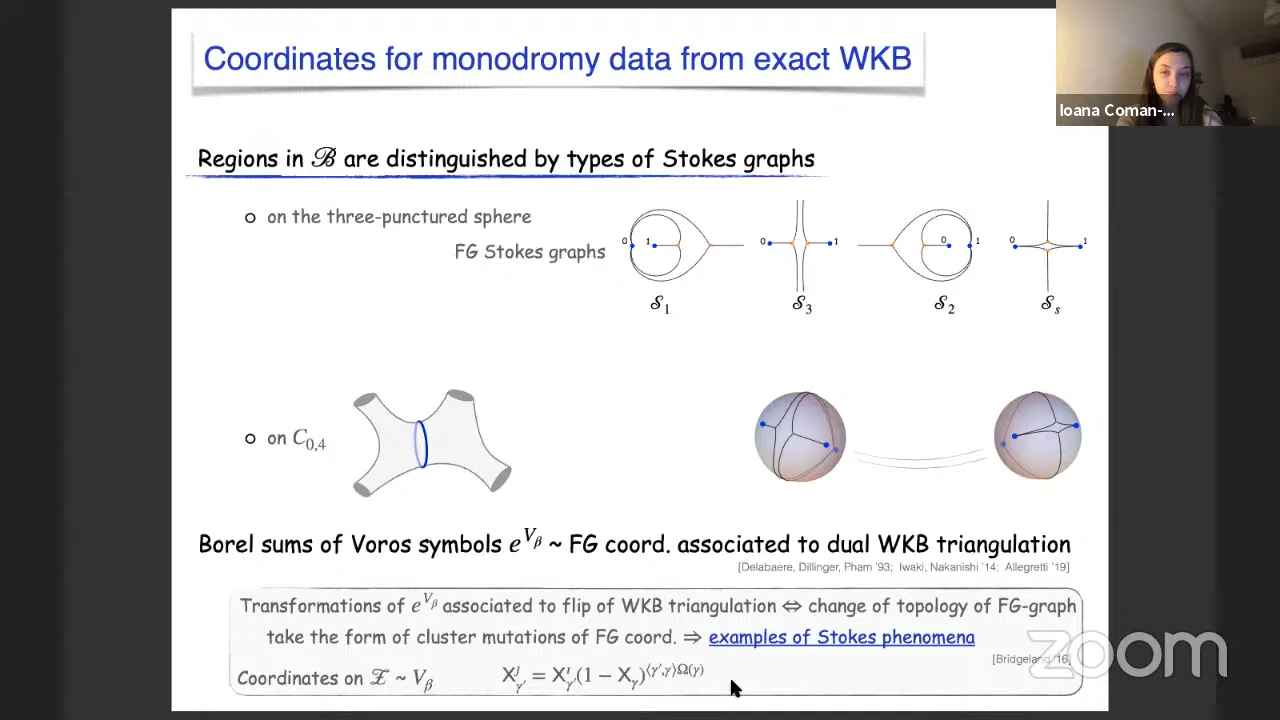 Coordinates for monodromy data from exact WKB
Ioana Coman-...
Regions in ℬ are distinguished by types of Stokes graphs
on the three-punctured sphere
FG Stokes graphs
0 1 0 1 0 1 0 1
𝒮1 𝒮3 𝒮2 𝒮s
on C0,4
Borel sums of Voros symbols e^{Vβ} ~ FG coord. associated to dual WKB triangulation
[Delabaere, Dillinger, Pham '93; Iwaki, Nakanishi '14; Allegretti '19]
Transformations of e^{Vβ} associated to flip of WKB triangulation ⇔ change of topology of FG-graph
take the form of cluster mutations of FG coord. ⇒ examples of Stokes phenomena
[Bridgeland '16]
Coordinates on 𝒵 ~ Vβ X^J_{γ'} = X^I_{γ'}(1 − X_γ)^{⟨γ',γ⟩Ω(γ)}
zoom